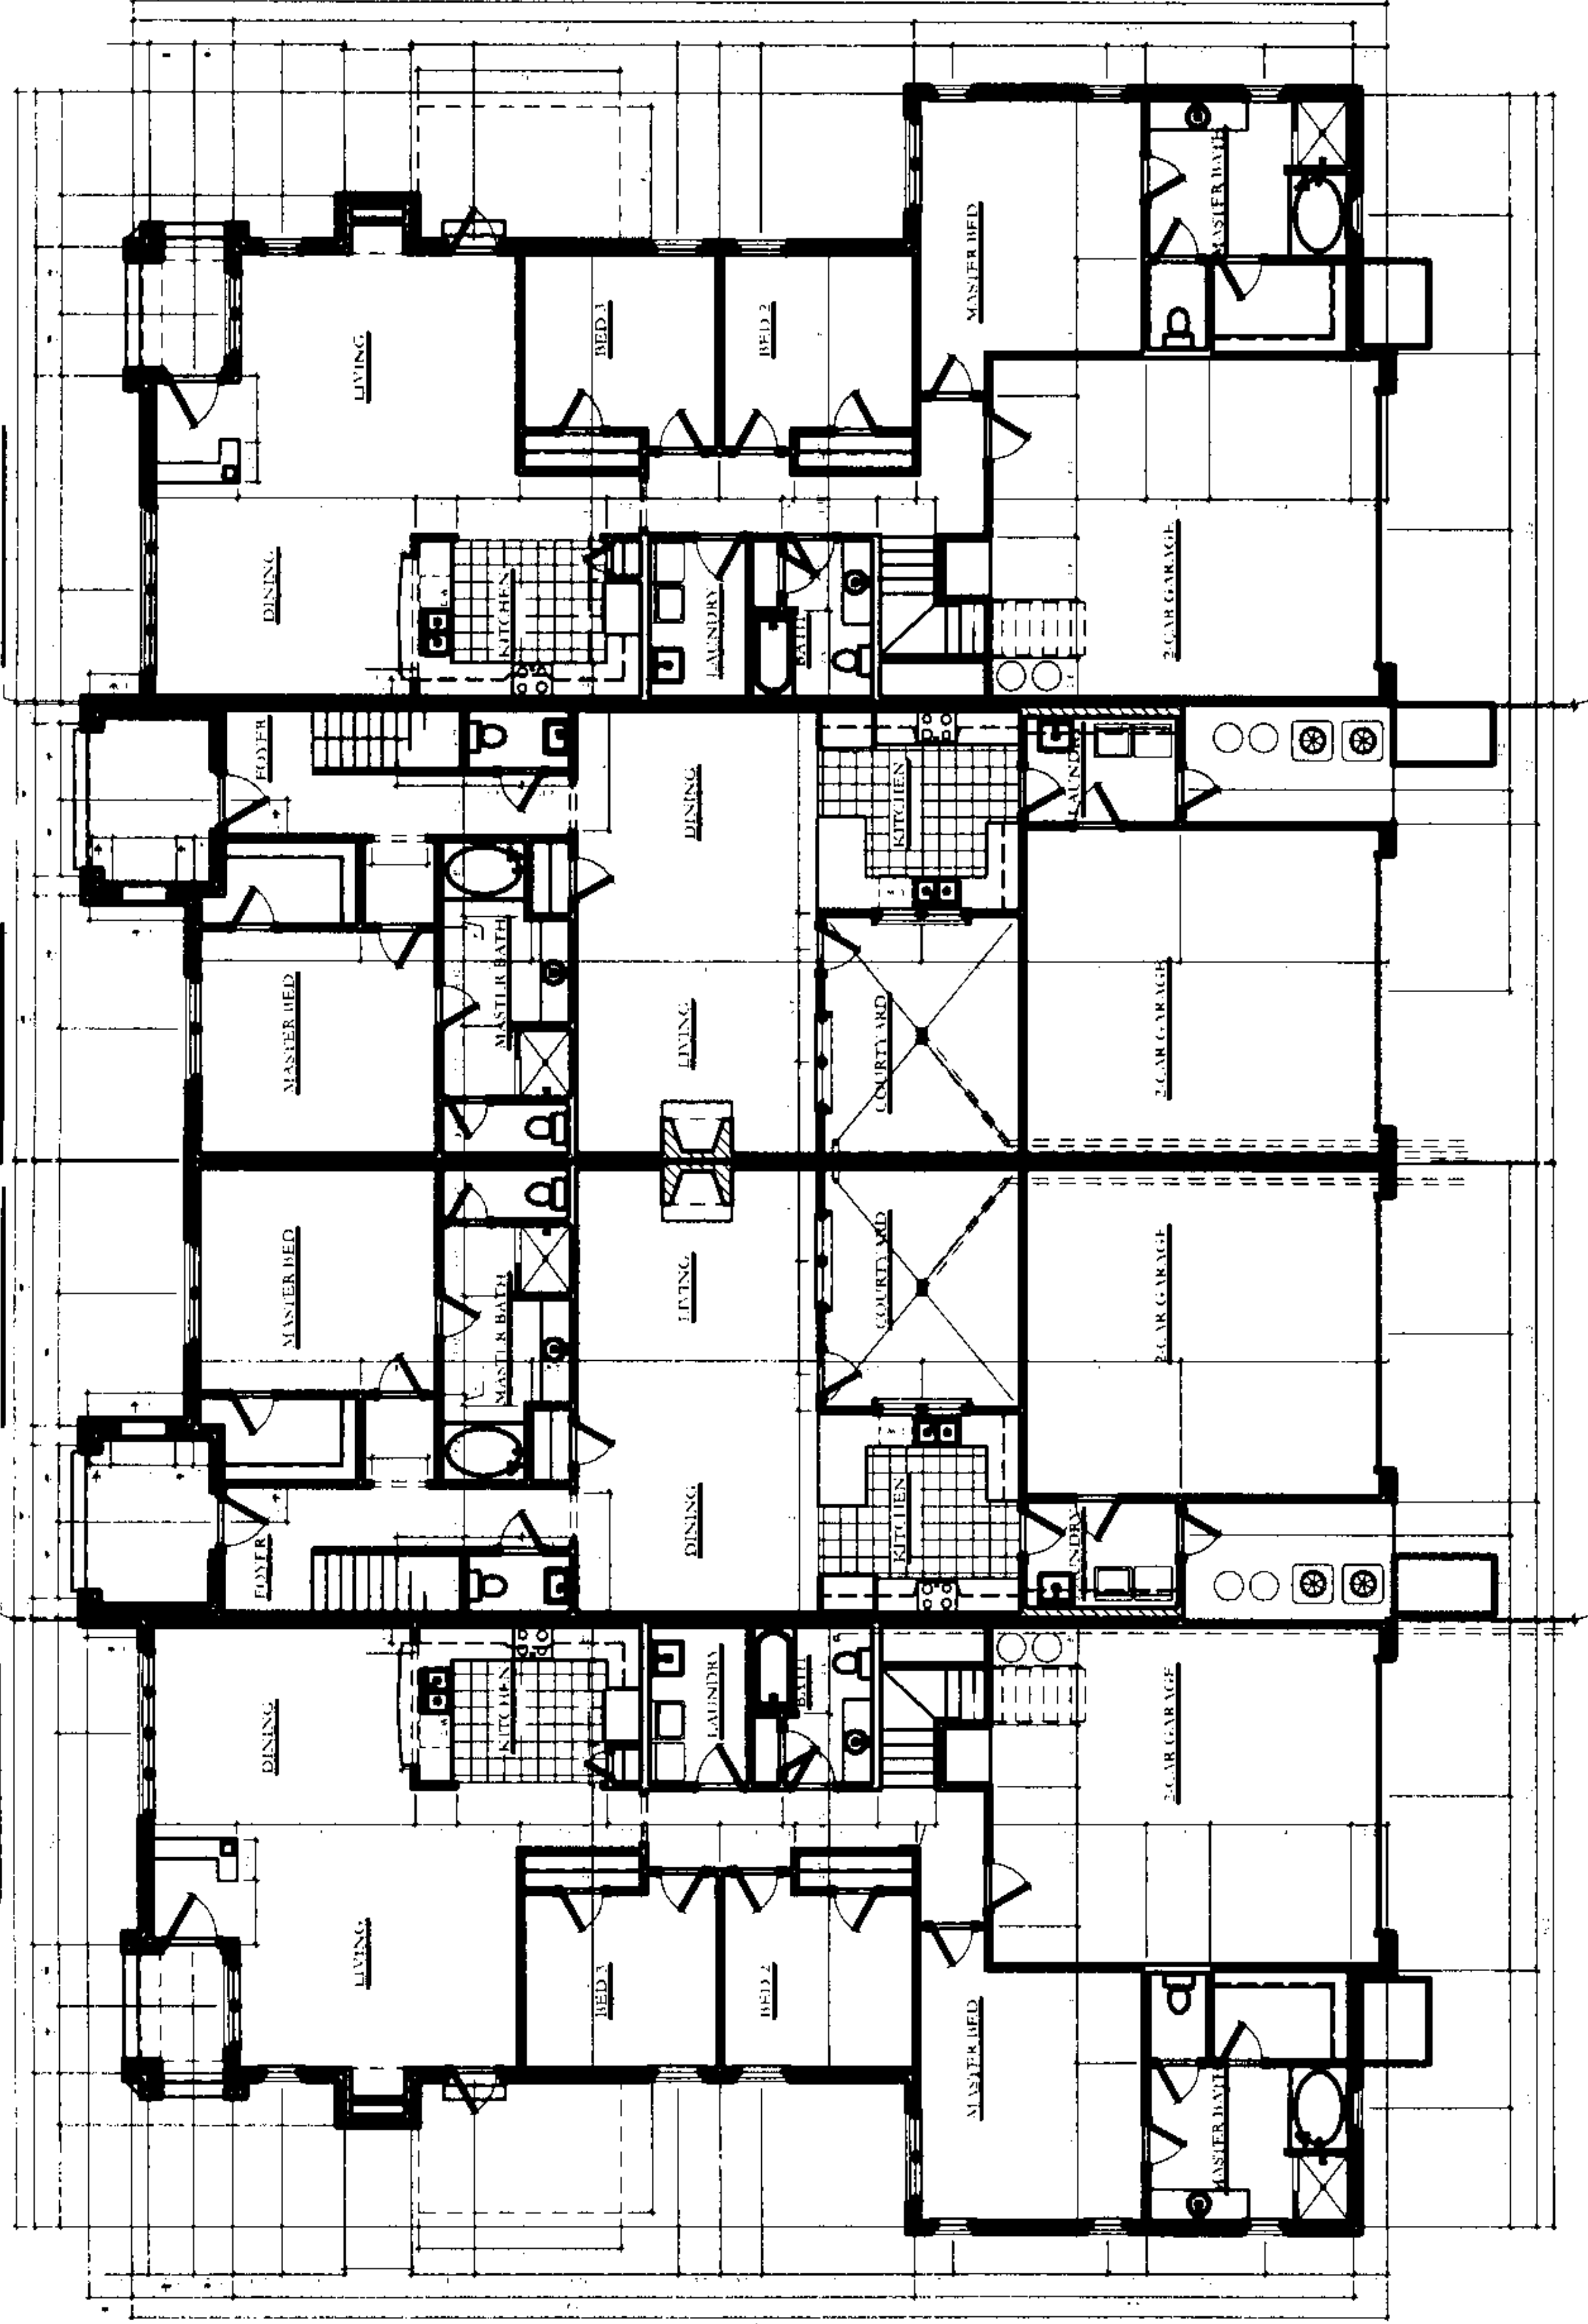 MASTER BATH
MASTER BED
LIVING
BED 3
BED 2
DINING
KITCHEN
LAUNDRY
BATH
2-CAR GARAGE
FOYER
DINING
KITCHEN
LAUNDRY
MASTER BED
MASTER BATH
LIVING
COURTYARD
2-CAR GARAGE
MASTER BED
MASTER BATH
LIVING
COURTYARD
2-CAR GARAGE
FOYER
DINING
KITCHEN
NDRY
DINING
KITCHEN
LAUNDRY
BATH
2-CAR GARAGE
LIVING
BED 3
BED 2
MASTER BED
MASTER BATH